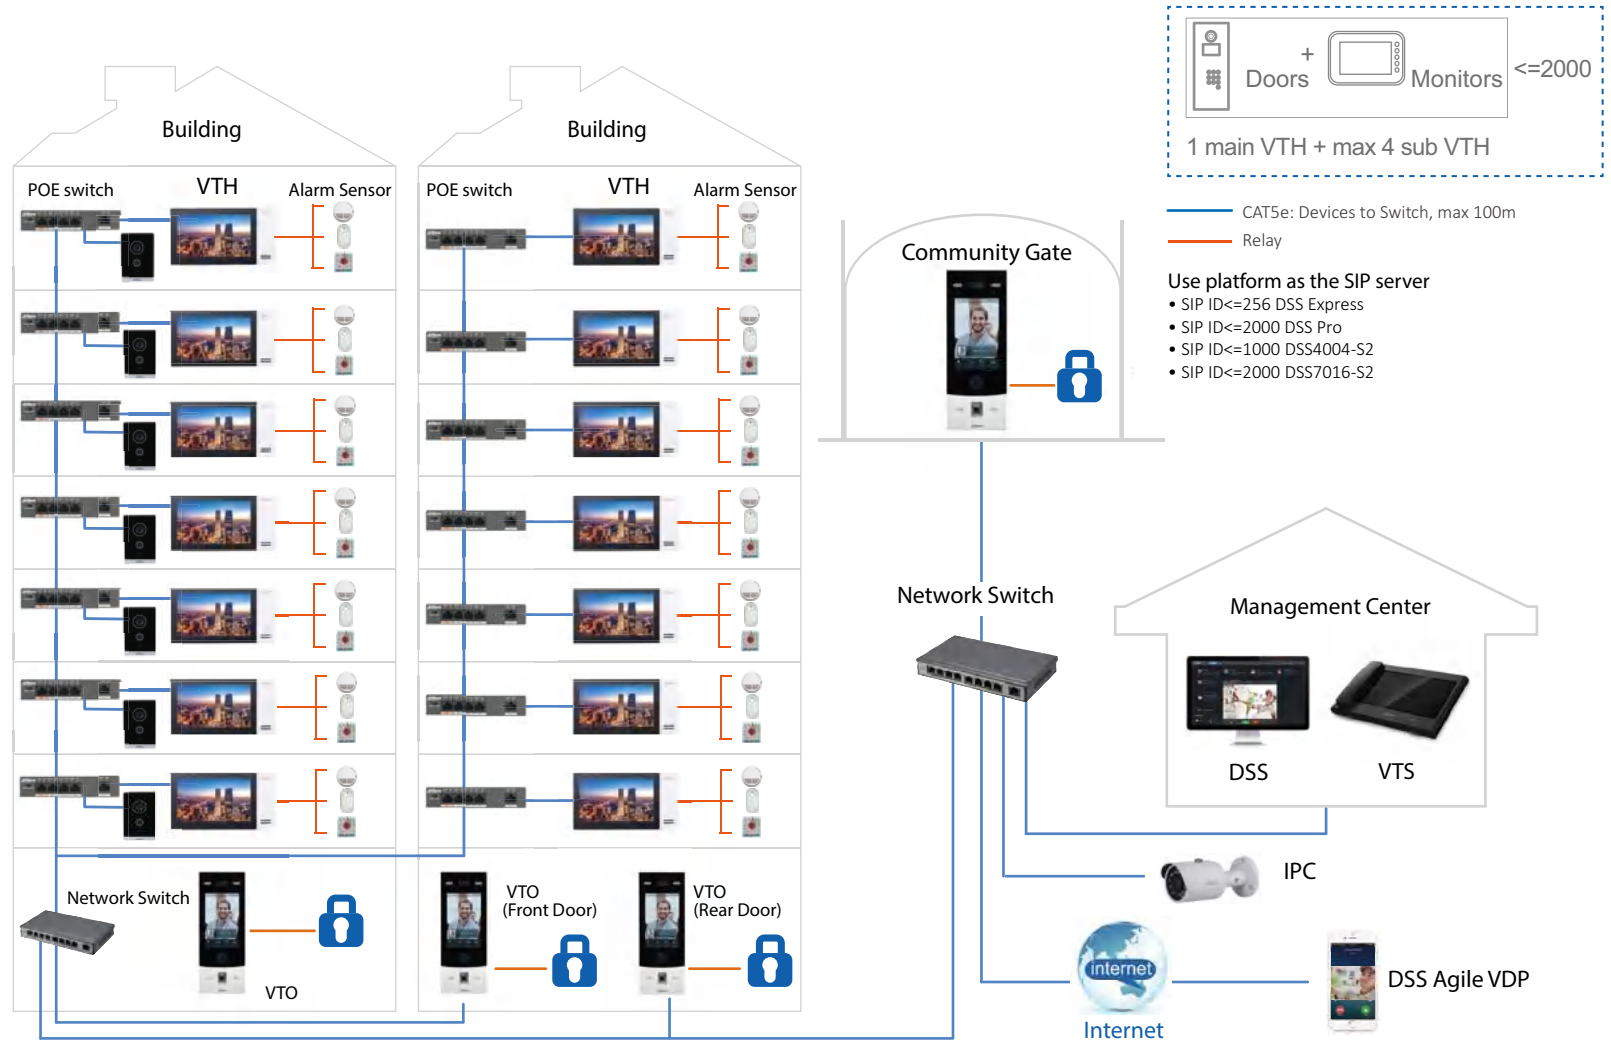 Doors
+
Monitors
<=2000
1 main VTH + max 4 sub VTH
CAT5e: Devices to Switch, max 100m
Relay
Use platform as the SIP server
• SIP ID<=256 DSS Express
• SIP ID<=2000 DSS Pro
• SIP ID<=1000 DSS4004-S2
• SIP ID<=2000 DSS7016-S2
Building
POE switch
VTH
Alarm Sensor
Network Switch
VTO
Building
POE switch
VTH
Alarm Sensor
VTO
(Front Door)
VTO
(Rear Door)
Community Gate
Network Switch
Management Center
DSS
VTS
IPC
internet
Internet
DSS Agile VDP